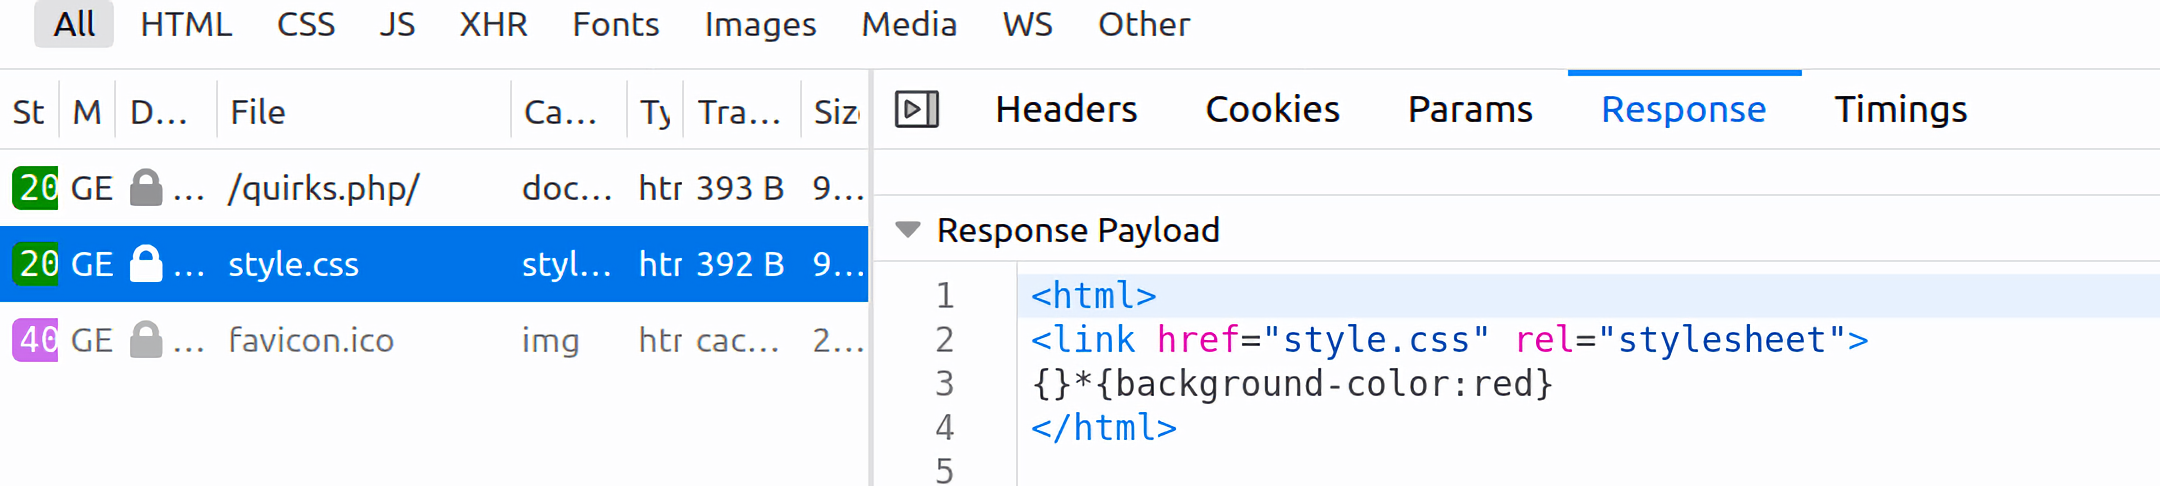 All HTML CSS JS XHR Fonts Images Media WS Other
St M D... File Ca... Ty Tra... Size
20 GE ... /quirks.php/ doc... htr 393 B 9...
20 GE ... style.css styl... htr 392 B 9...
40 GE ... favicon.ico img htr cac... 2...
Headers Cookies Params Response Timings
Response Payload
1 <html>
2 <link href="style.css" rel="stylesheet">
3 {}*{background-color:red}
4 </html>
5